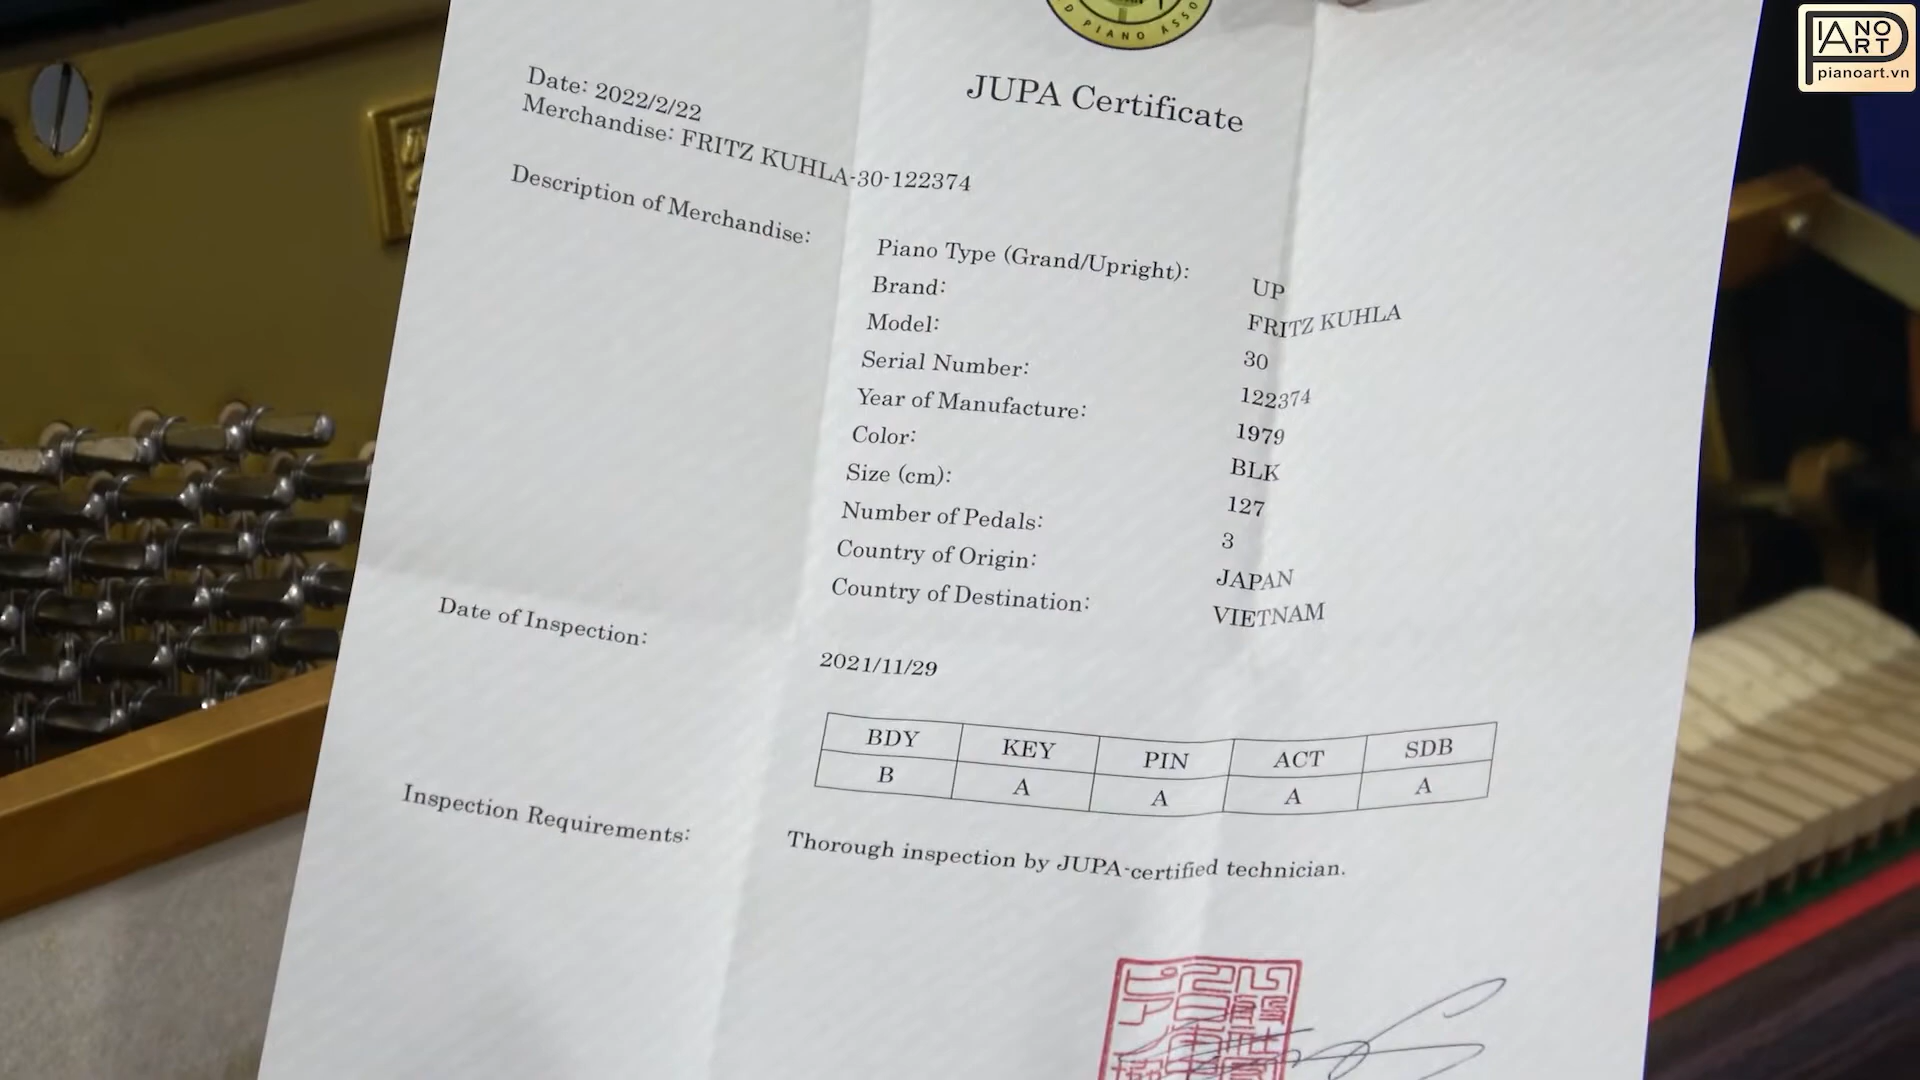 PIANO
ART
pianoart.vn
D PIANO ASSO
JUPA Certificate
Date: 2022/2/22
Merchandise: FRITZ KUHLA-30-122374
Description of Merchandise:
Piano Type (Grand/Upright): UP
Brand: FRITZ KUHLA
Model: 30
Serial Number: 122374
Year of Manufacture: 1979
Color: BLK
Size (cm): 127
Number of Pedals: 3
Country of Origin: JAPAN
Country of Destination: VIETNAM
Date of Inspection: 2021/11/29
BDY KEY PIN ACT SDB
B A A A A
Inspection Requirements: Thorough inspection by JUPA-certified technician.